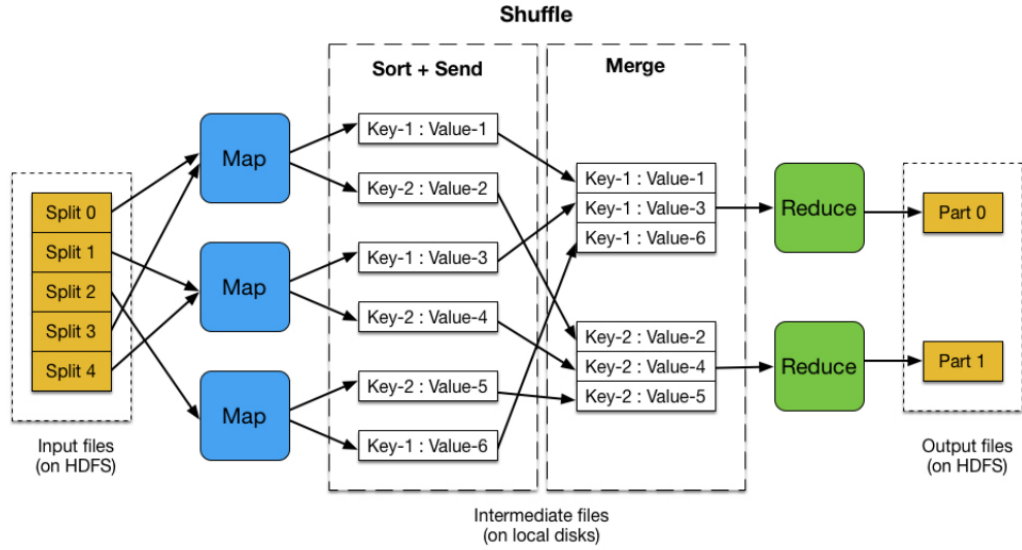 Shuffle
Sort + Send
Merge
Split 0
Split 1
Split 2
Split 3
Split 4
Input files
(on HDFS)
Map
Map
Map
Key-1 : Value-1
Key-2 : Value-2
Key-1 : Value-3
Key-2 : Value-4
Key-2 : Value-5
Key-1 : Value-6
Key-1 : Value-1
Key-1 : Value-3
Key-1 : Value-6
Key-2 : Value-2
Key-2 : Value-4
Key-2 : Value-5
Intermediate files
(on local disks)
Reduce
Reduce
Part 0
Part 1
Output files
(on HDFS)